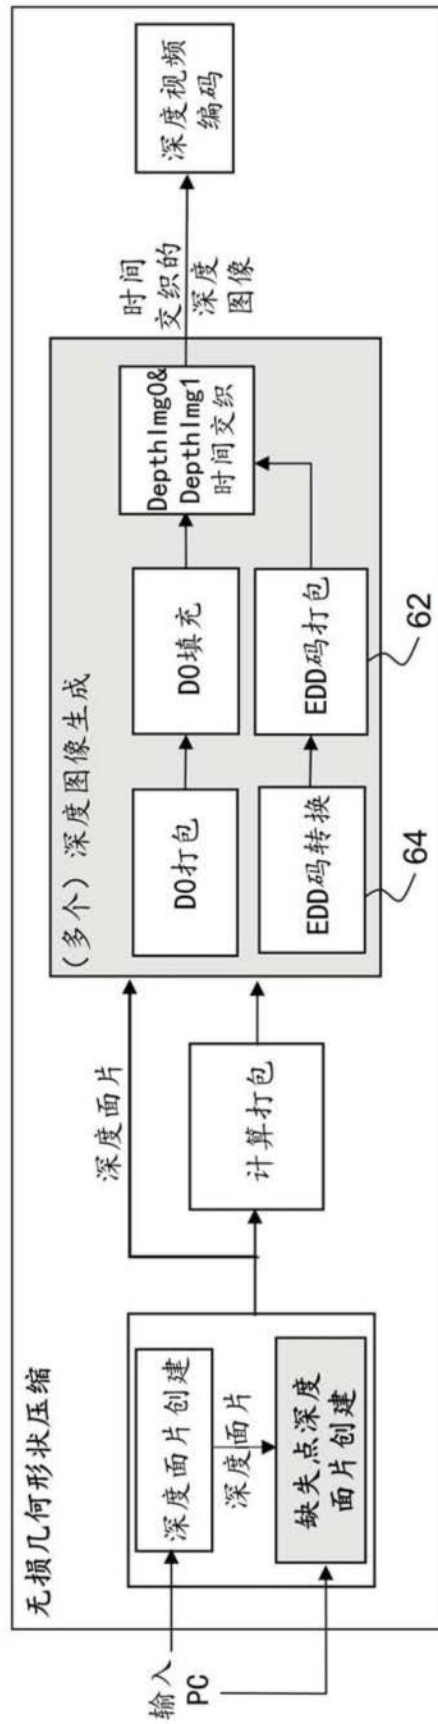 无损几何形状压缩
输入
PC
深度面片创建
深度面片
缺失点深度
面片创建
深度面片
计算打包
(多个) 深度图像生成
D0打包
D0填充
EDD码转换
64
EDD码打包
62
DepthImg0&
DepthImg1
时间交织
时间
交织的
深度
图像
深度视频
编码